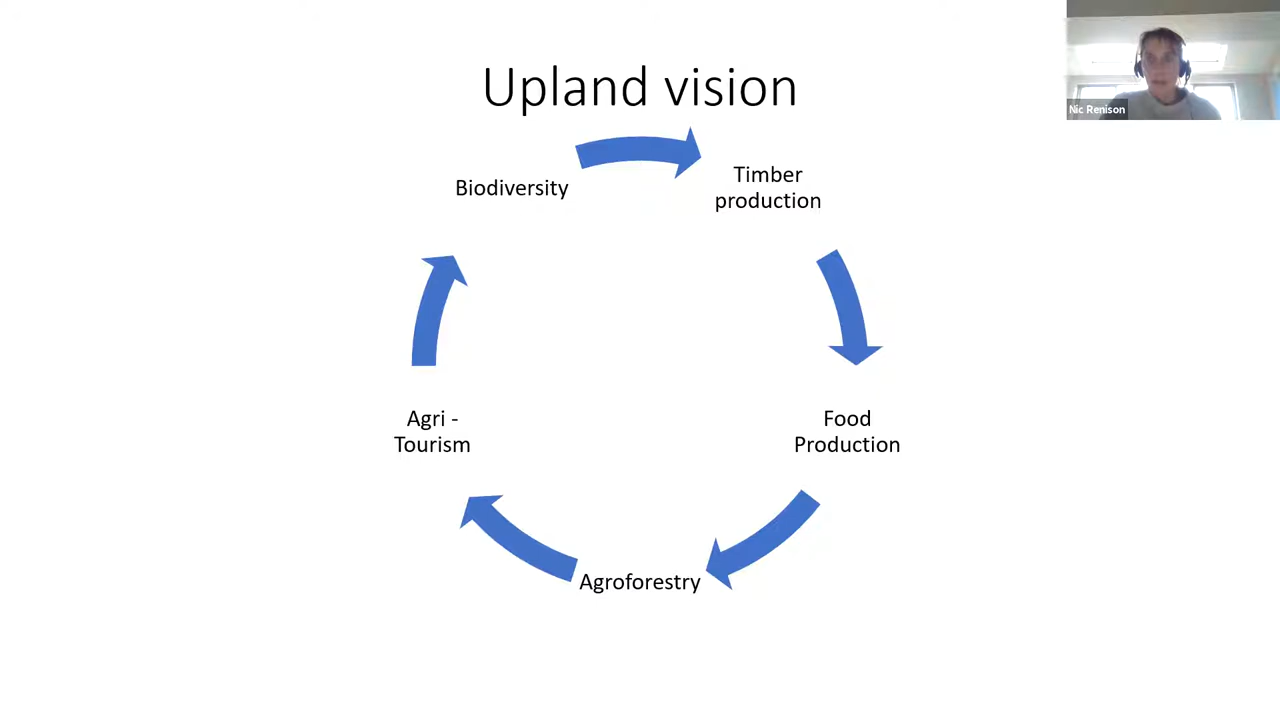 Upland vision
Nic Renison
Biodiversity
Timber
production
Agri -
Tourism
Food
Production
Agroforestry